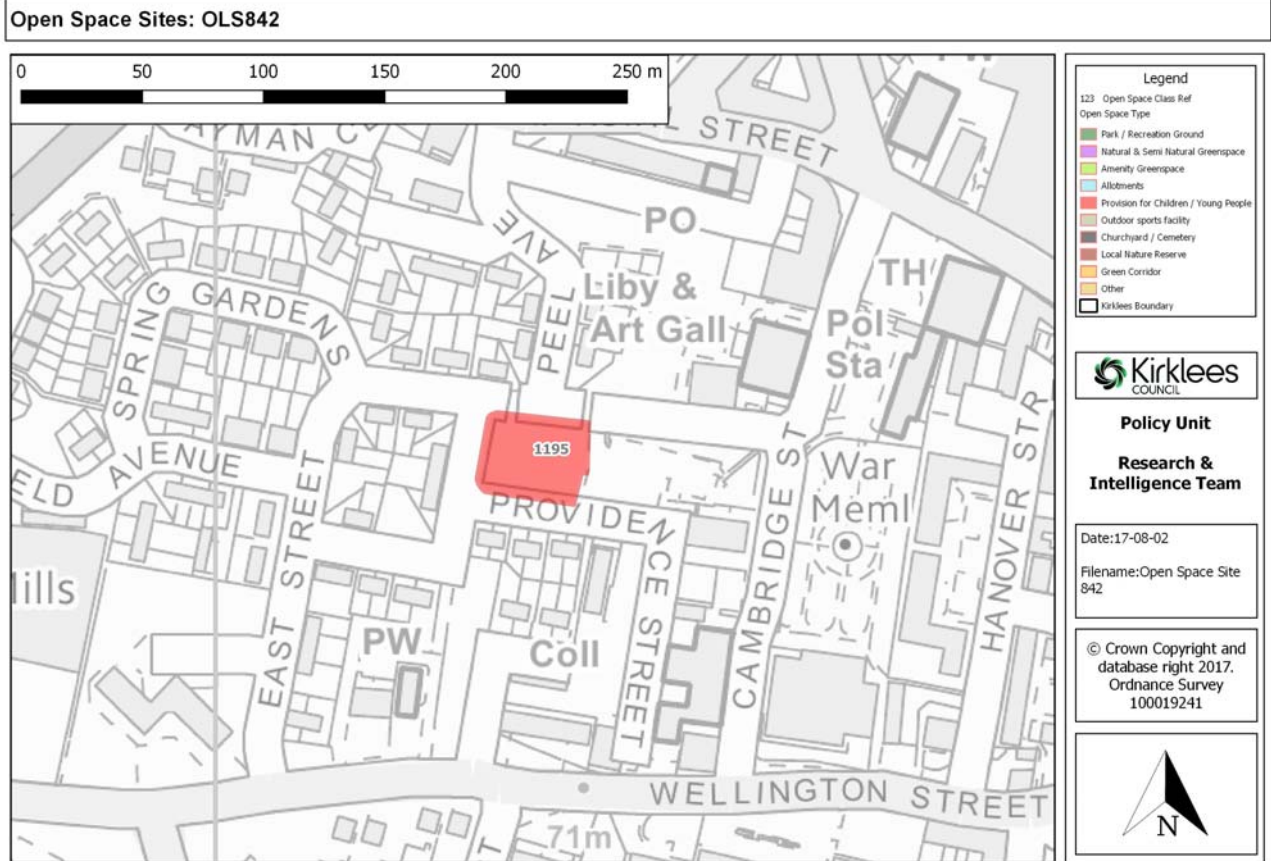 Open Space Sites: OLS842
0 50 100 150 200 250 m
AYMAN C
STREET
PO
AVE
PEEL
Liby &
Art Gall
TH
Pol
Sta
SPRING GARDENS
1195
ELD AVENUE
PROVIDENCE STREET
EAST STREET
CAMBRIDGE ST
War
Meml
HANOVER STR
lills
PW
Coll
WELLINGTON STREET
71m
Legend
123 Open Space Class Ref
Open Space Type
Park / Recreation Ground
Natural & Semi Natural Greenspace
Amenity Greenspace
Allotments
Provision for Children / Young People
Outdoor sports facility
Churchyard / Cemetery
Local Nature Reserve
Green Corridor
Other
Kirklees Boundary
Kirklees
COUNCIL
Policy Unit
Research &
Intelligence Team
Date:17-08-02
Filename:Open Space Site
842
© Crown Copyright and
database right 2017.
Ordnance Survey
100019241
N